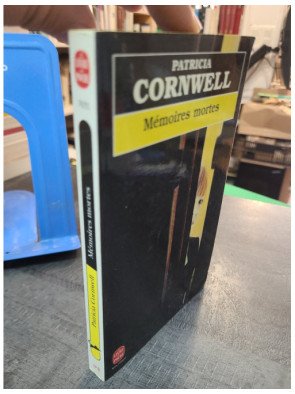 PATRICIA
CORNWELL
Mémoires mortes
Mémoires mortes
Patricia Cornwell